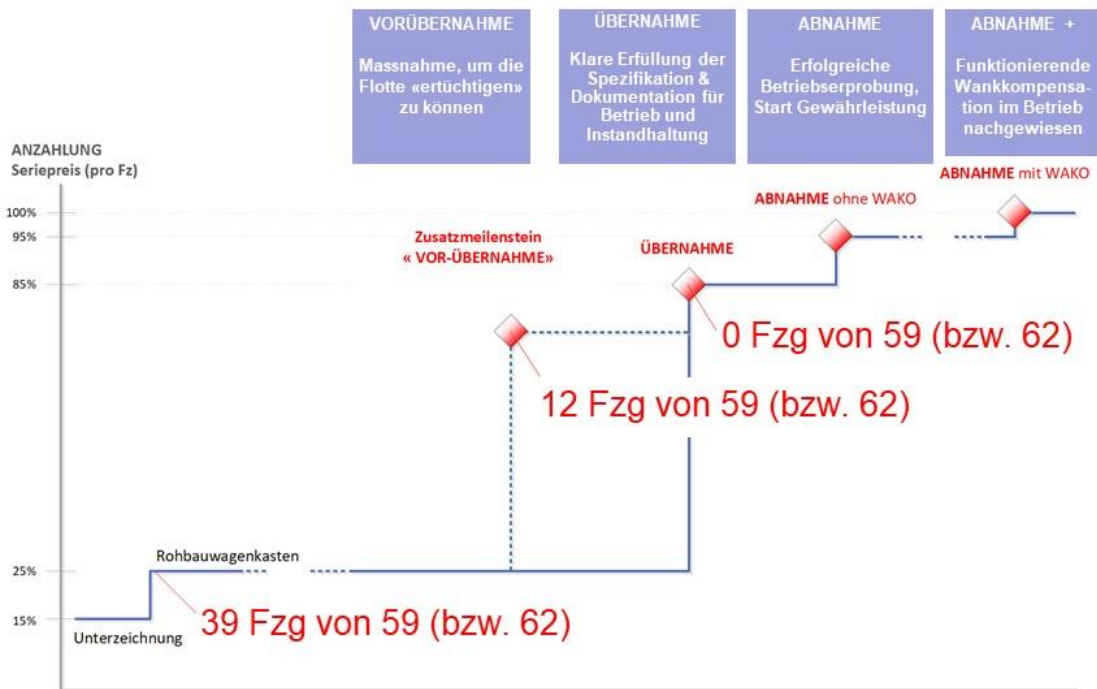 VORÜBERNAHME
Massnahme, um die
Flotte «ertüchtigen»
zu können
ÜBERNAHME
Klare Erfüllung der
Spezifikation &
Dokumentation für
Betrieb und
Instandhaltung
ABNAHME
Erfolgreiche
Betriebserprobung,
Start Gewährleistung
ABNAHME +
Funktionierende
Wankkompensa-
tion im Betrieb
nachgewiesen
ANZAHLUNG
Seriepreis (pro Fz)
100%
95%
85%
25%
15%
ABNAHME mit WAKO
ABNAHME ohne WAKO
Zusatzmeilenstein
« VOR-ÜBERNAHME»
ÜBERNAHME
0 Fzg von 59 (bzw. 62)
12 Fzg von 59 (bzw. 62)
Rohbauwagenkasten
39 Fzg von 59 (bzw. 62)
Unterzeichnung